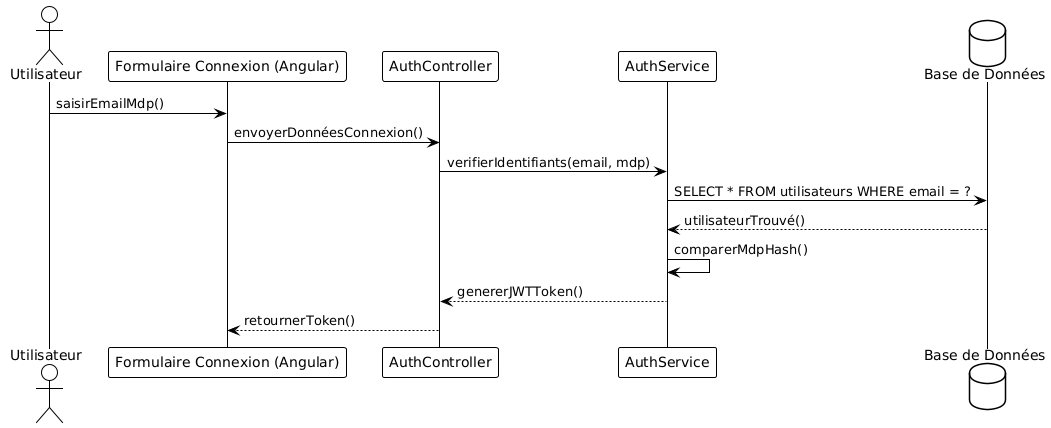 Utilisateur
Formulaire Connexion (Angular)
AuthController
AuthService
Base de Données
saisirEmailMdp()
envoyerDonnéesConnexion()
verifierIdentifiants(email, mdp)
SELECT * FROM utilisateurs WHERE email = ?
utilisateurTrouvé()
comparerMdpHash()
genererJWTToken()
retournerToken()
Utilisateur
Formulaire Connexion (Angular)
AuthController
AuthService
Base de Données